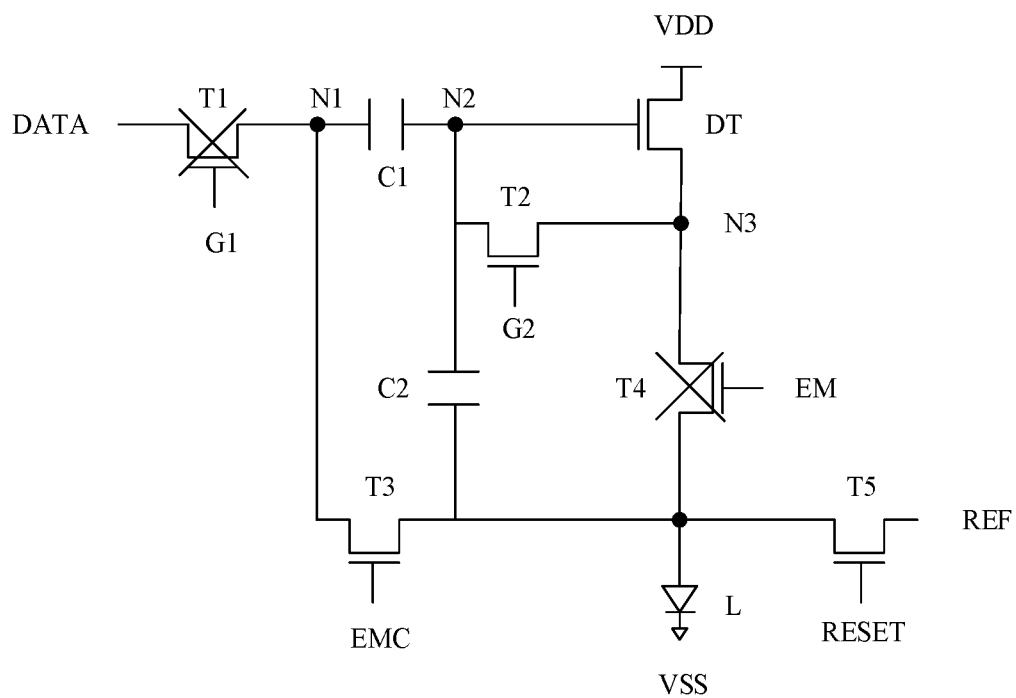 VDD
T1
N1
N2
DATA
DT
C1
T2
N3
G1
G2
C2
T4
EM
T3
T5
REF
L
EMC
RESET
VSS